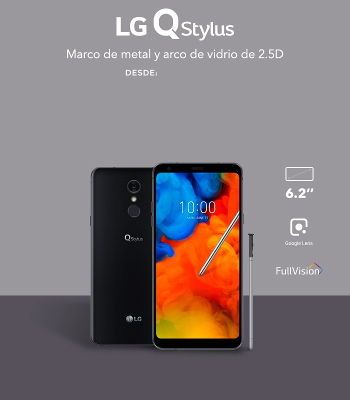 LG Q Stylus
Marco de metal y arco de vidrio de 2.5D
DESDE:
10:00
6.2”
Q Stylus
Google Lens
FullVision
LG